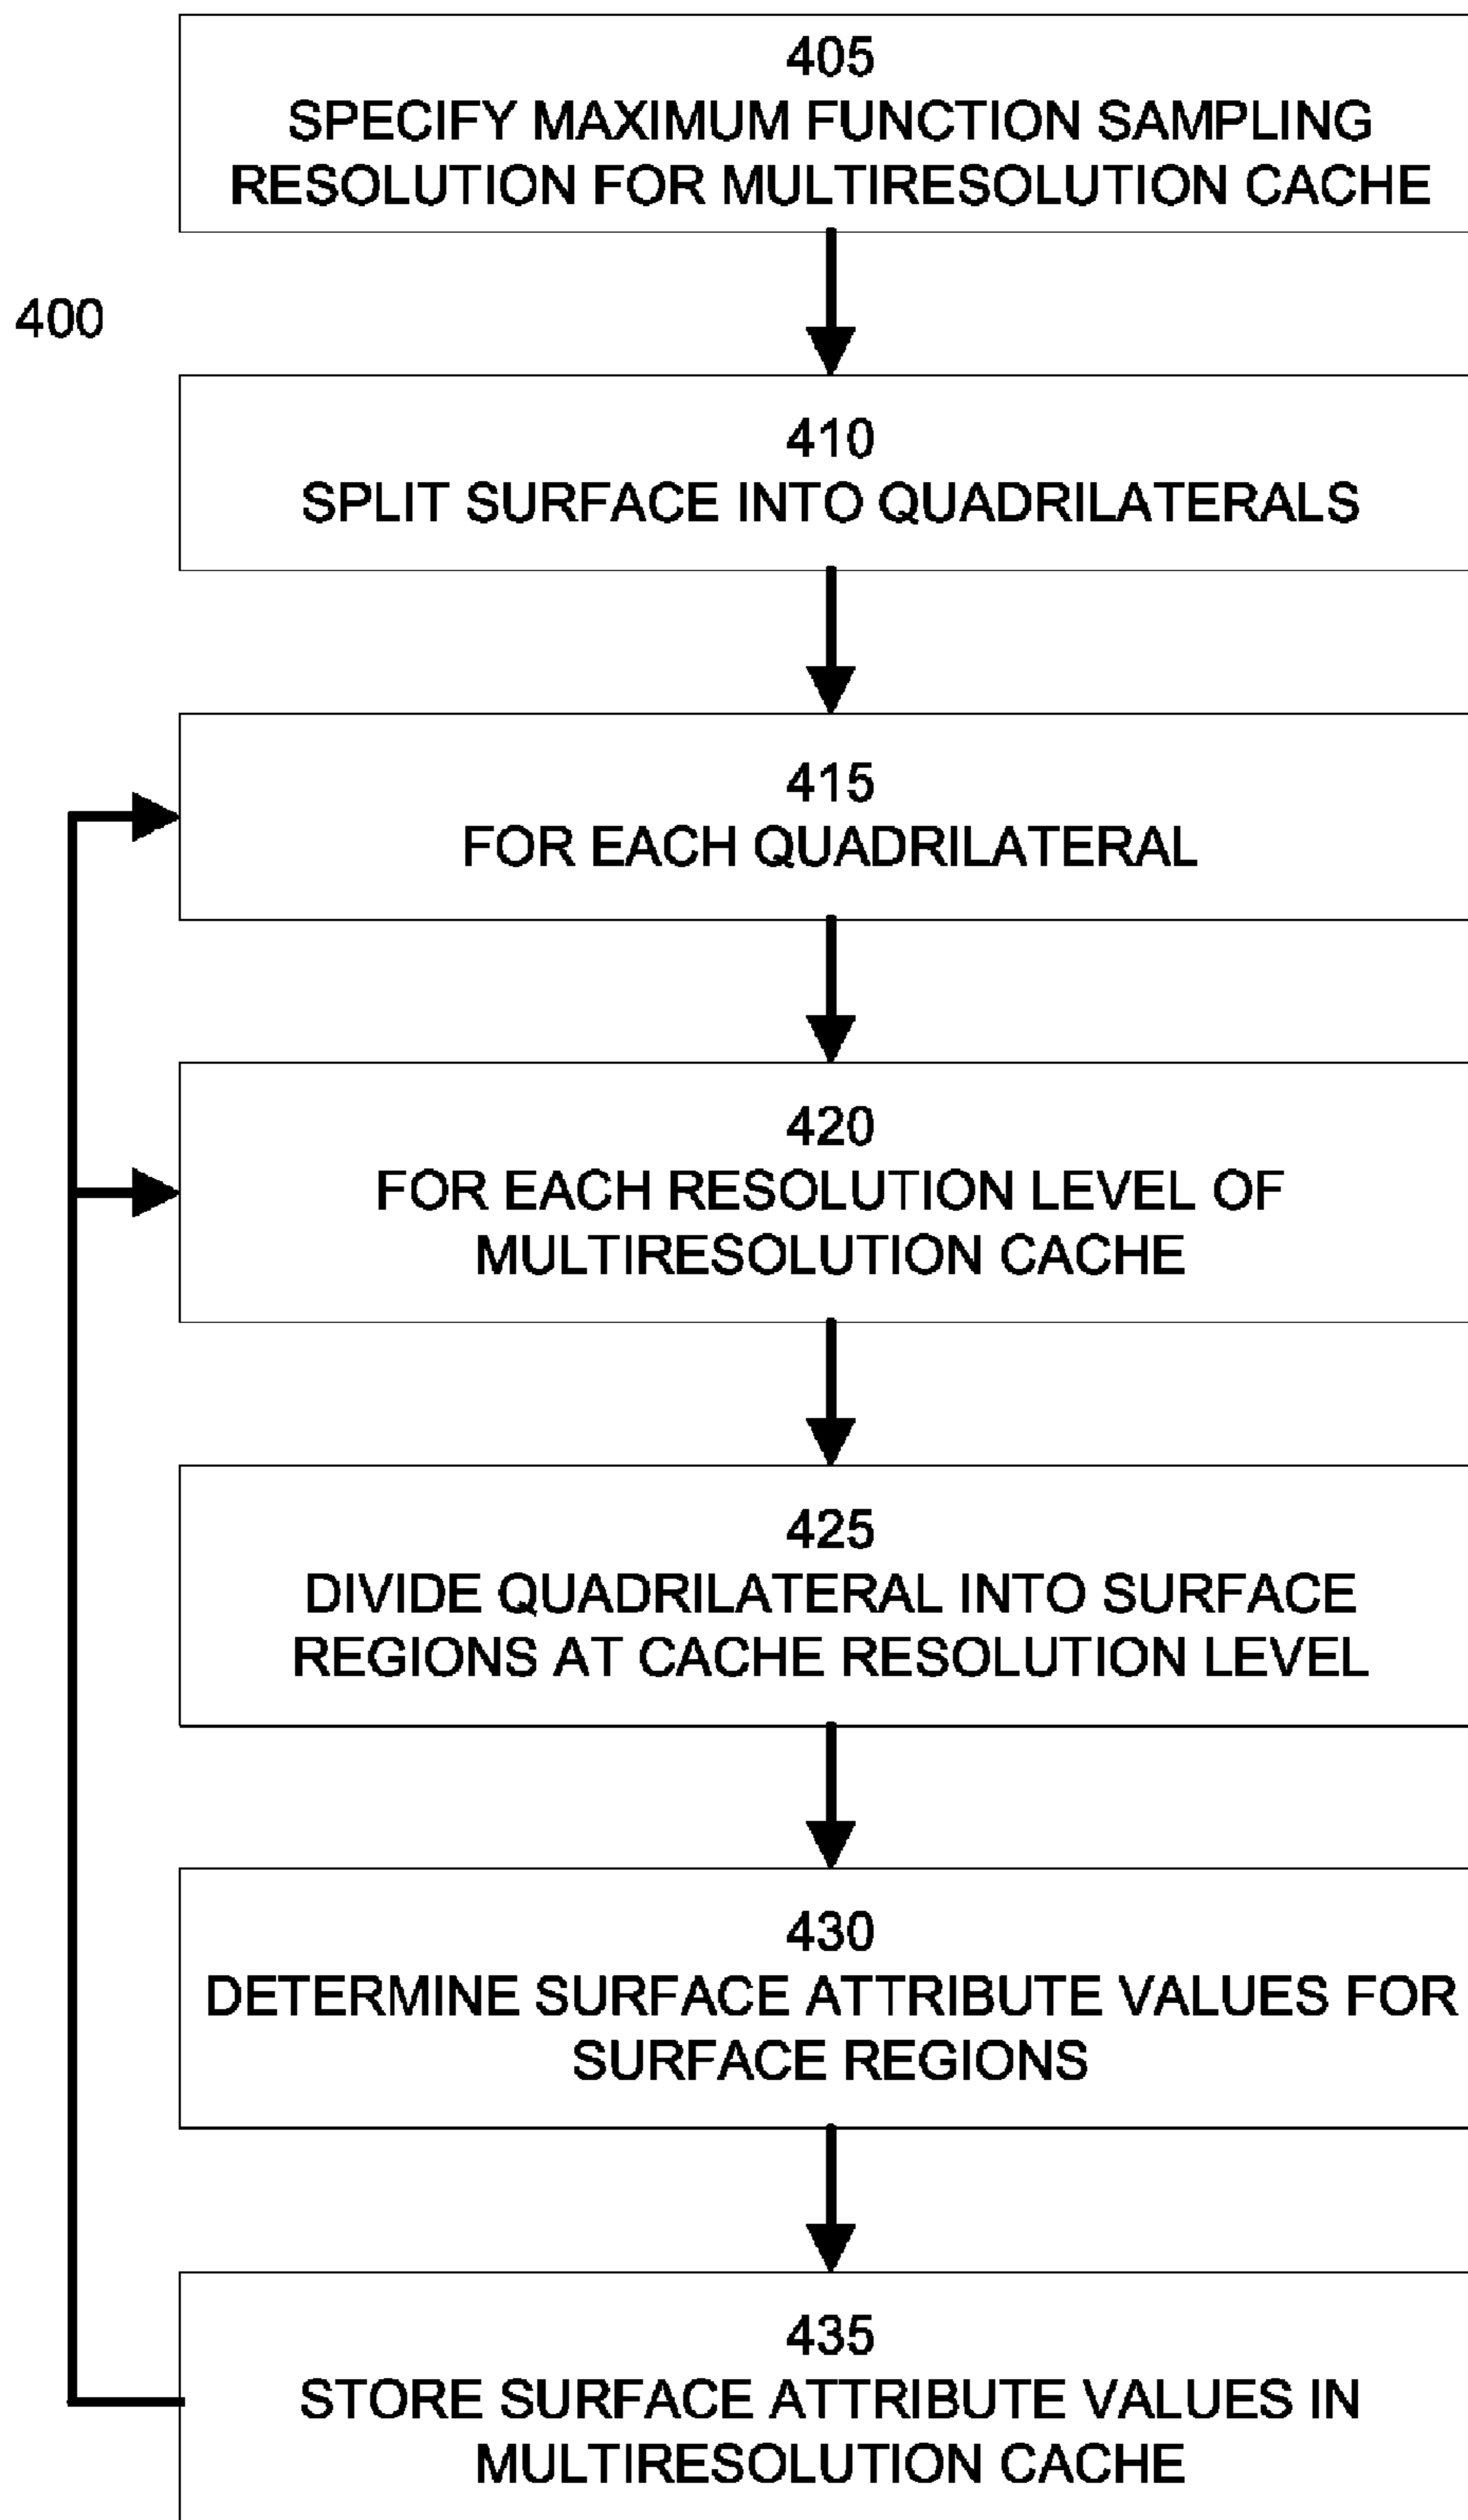 405
SPECIFY MAXIMUM FUNCTION SAMPLING
RESOLUTION FOR MULTIRESOLUTION CACHE
400
410
SPLIT SURFACE INTO QUADRILATERALS
415
FOR EACH QUADRILATERAL
420
FOR EACH RESOLUTION LEVEL OF
MULTIRESOLUTION CACHE
425
DIVIDE QUADRILATERAL INTO SURFACE
REGIONS AT CACHE RESOLUTION LEVEL
430
DETERMINE SURFACE ATTRIBUTE VALUES FOR
SURFACE REGIONS
435
STORE SURFACE ATTRIBUTE VALUES IN
MULTIRESOLUTION CACHE